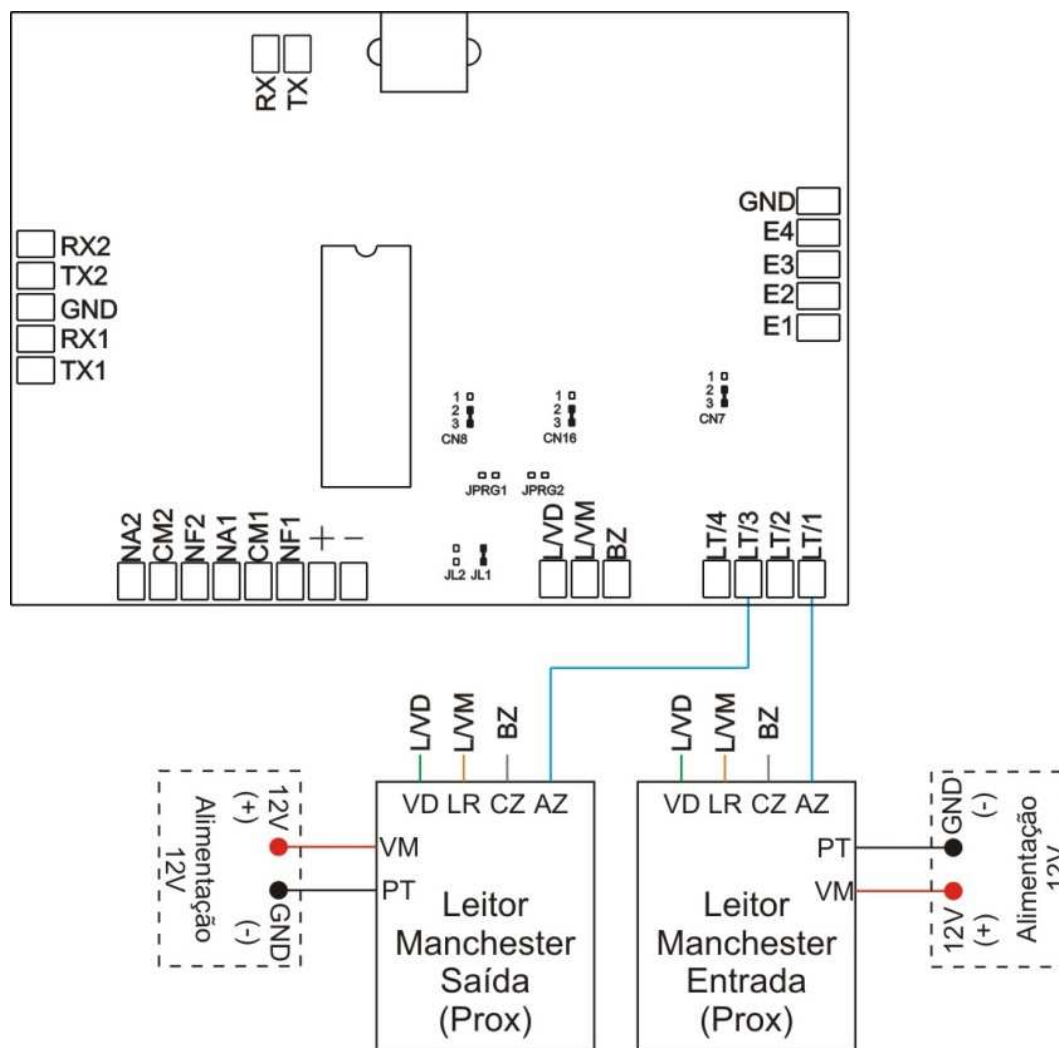 RX
TX
RX2
TX2
GND
RX1
TX1
GND
E4
E3
E2
E1
1
2
3
CN8
1
2
3
CN16
1
2
3
CN7
JPRG1
JPRG2
NA2
CM2
NF2
NA1
CM1
NF1
+
-
JL2
JL1
L/VD
L/VM
BZ
LT/4
LT/3
LT/2
LT/1
L/VD
L/VM
BZ
L/VD
L/VM
BZ
VD LR CZ AZ
VM
PT
Leitor
Manchester
Saída
(Prox)
VD LR CZ AZ
PT
VM
Leitor
Manchester
Entrada
(Prox)
12V
(+)
GND
(-)
Alimentação
12V
GND
(-)
12V
(+)
Alimentação
12V